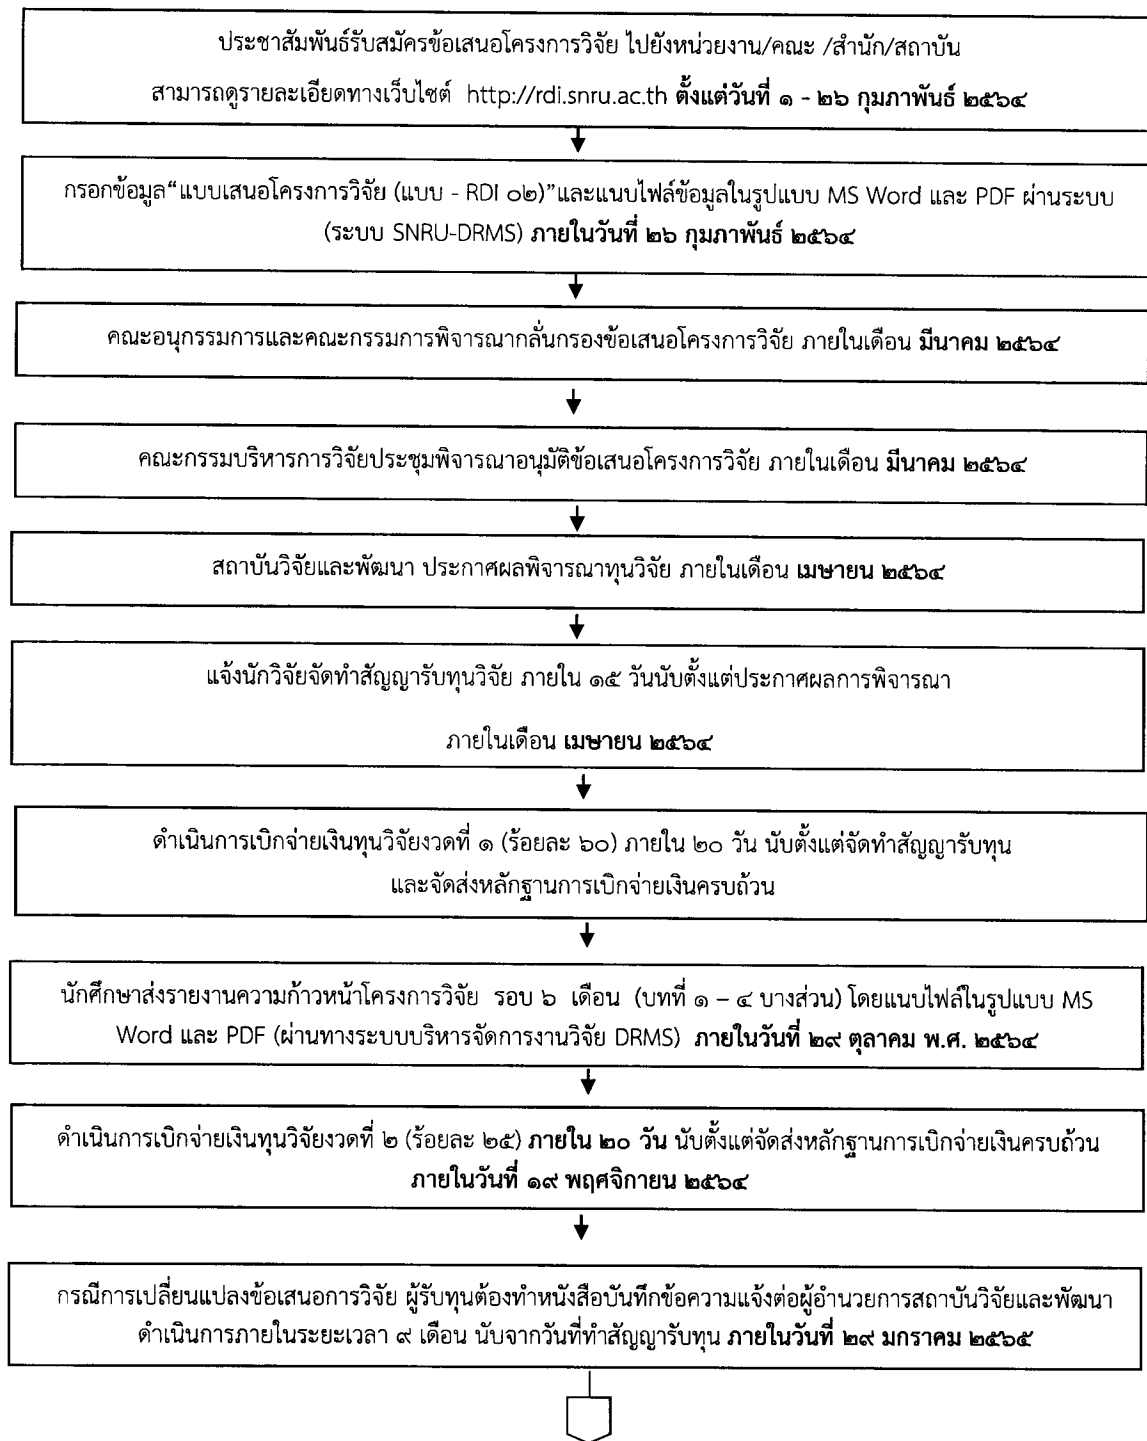 ประชาสัมพันธ์รับสมัครข้อเสนอโครงการวิจัย ไปยังหน่วยงาน/คณะ /สำนัก/สถาบัน
สามารถดูรายละเอียดทางเว็บไซต์ http://rdi.snru.ac.th ตั้งแต่วันที่ ๑ - ๒๖ กุมภาพันธ์ ๒๕๖๔
กรอกข้อมูล“แบบเสนอโครงการวิจัย (แบบ - RDI ๐๒)”และแนบไฟล์ข้อมูลในรูปแบบ MS Word และ PDF ผ่านระบบ
(ระบบ SNRU-DRMS) ภายในวันที่ ๒๖ กุมภาพันธ์ ๒๕๖๔
คณะอนุกรรมการและคณะกรรมการพิจารณากลั่นกรองข้อเสนอโครงการวิจัย ภายในเดือน มีนาคม ๒๕๖๔
คณะกรรมบริหารการวิจัยประชุมพิจารณาอนุมัติข้อเสนอโครงการวิจัย ภายในเดือน มีนาคม ๒๕๖๔
สถาบันวิจัยและพัฒนา ประกาศผลพิจารณาทุนวิจัย ภายในเดือน เมษายน ๒๕๖๔
แจ้งนักวิจัยจัดทำสัญญารับทุนวิจัย ภายใน ๑๕ วันนับตั้งแต่ประกาศผลการพิจารณา
ภายในเดือน เมษายน ๒๕๖๔
ดำเนินการเบิกจ่ายเงินทุนวิจัยงวดที่ ๑ (ร้อยละ ๖๐) ภายใน ๒๐ วัน นับตั้งแต่จัดทำสัญญารับทุน
และจัดส่งหลักฐานการเบิกจ่ายเงินครบถ้วน
นักศึกษาส่งรายงานความก้าวหน้าโครงการวิจัย รอบ ๖ เดือน (บทที่ ๑ – ๔ บางส่วน) โดยแนบไฟล์ในรูปแบบ MS
Word และ PDF (ผ่านทางระบบบริหารจัดการงานวิจัย DRMS) ภายในวันที่ ๒๙ ตุลาคม พ.ศ. ๒๕๖๔
ดำเนินการเบิกจ่ายเงินทุนวิจัยงวดที่ ๒ (ร้อยละ ๒๕) ภายใน ๒๐ วัน นับตั้งแต่จัดส่งหลักฐานการเบิกจ่ายเงินครบถ้วน
ภายในวันที่ ๑๙ พฤศจิกายน ๒๕๖๔
กรณีการเปลี่ยนแปลงข้อเสนอการวิจัย ผู้รับทุนต้องทำหนังสือบันทึกข้อความแจ้งต่อผู้อำนวยการสถาบันวิจัยและพัฒนา
ดำเนินการภายในระยะเวลา ๙ เดือน นับจากวันที่ทำสัญญารับทุน ภายในวันที่ ๒๙ มกราคม ๒๕๖๕